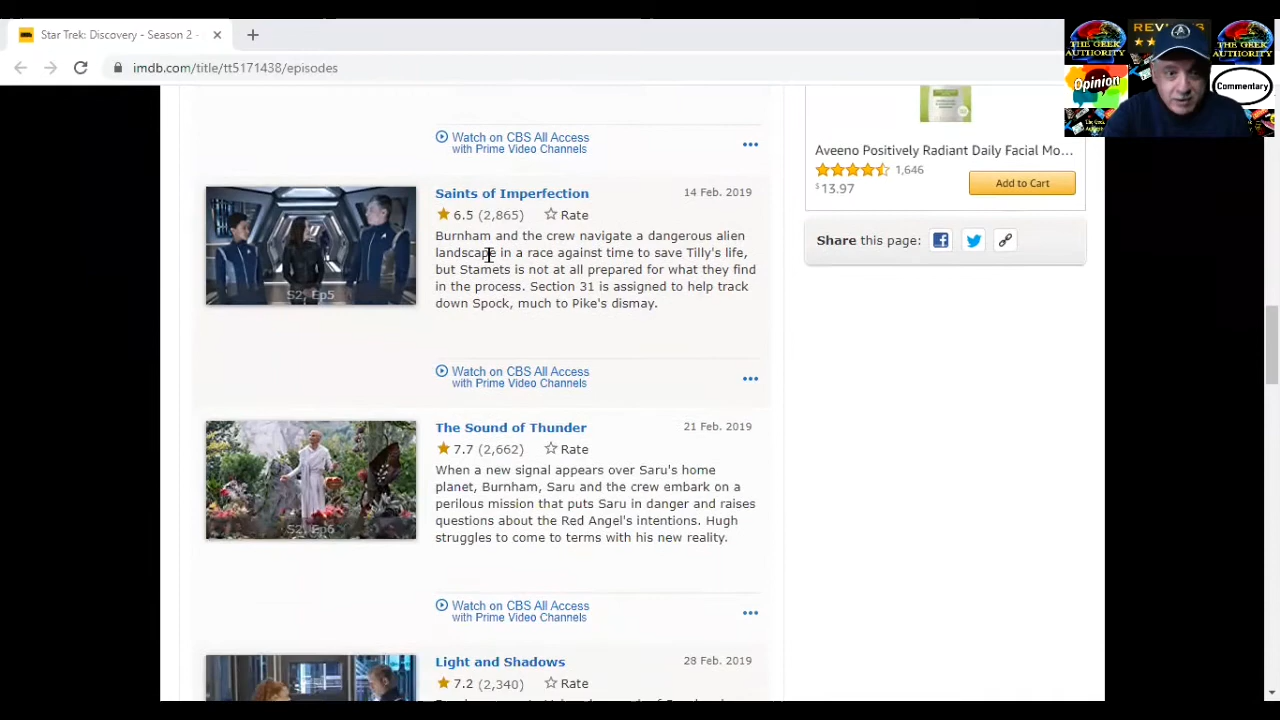 Star Trek: Discovery - Season 2 -
imdb.com/title/tt5171438/episodes
REV
THE GEEK
AUTHORITY
THE GEEK
AUTHORITY
Opinion
Commentary
Watch on CBS All Access
with Prime Video Channels
Aveeno Positively Radiant Daily Facial Mo...
1,646
$13.97
Add to Cart
Saints of Imperfection
14 Feb. 2019
6.5 (2,865) Rate
Burnham and the crew navigate a dangerous alien
landscape in a race against time to save Tilly's life,
but Stamets is not at all prepared for what they find
in the process. Section 31 is assigned to help track
down Spock, much to Pike's dismay.
S2, Ep5
Share this page:
Watch on CBS All Access
with Prime Video Channels
The Sound of Thunder
21 Feb. 2019
7.7 (2,662) Rate
When a new signal appears over Saru's home
planet, Burnham, Saru and the crew embark on a
perilous mission that puts Saru in danger and raises
questions about the Red Angel's intentions. Hugh
struggles to come to terms with his new reality.
S2, Ep6
Watch on CBS All Access
with Prime Video Channels
Light and Shadows
28 Feb. 2019
7.2 (2,340) Rate